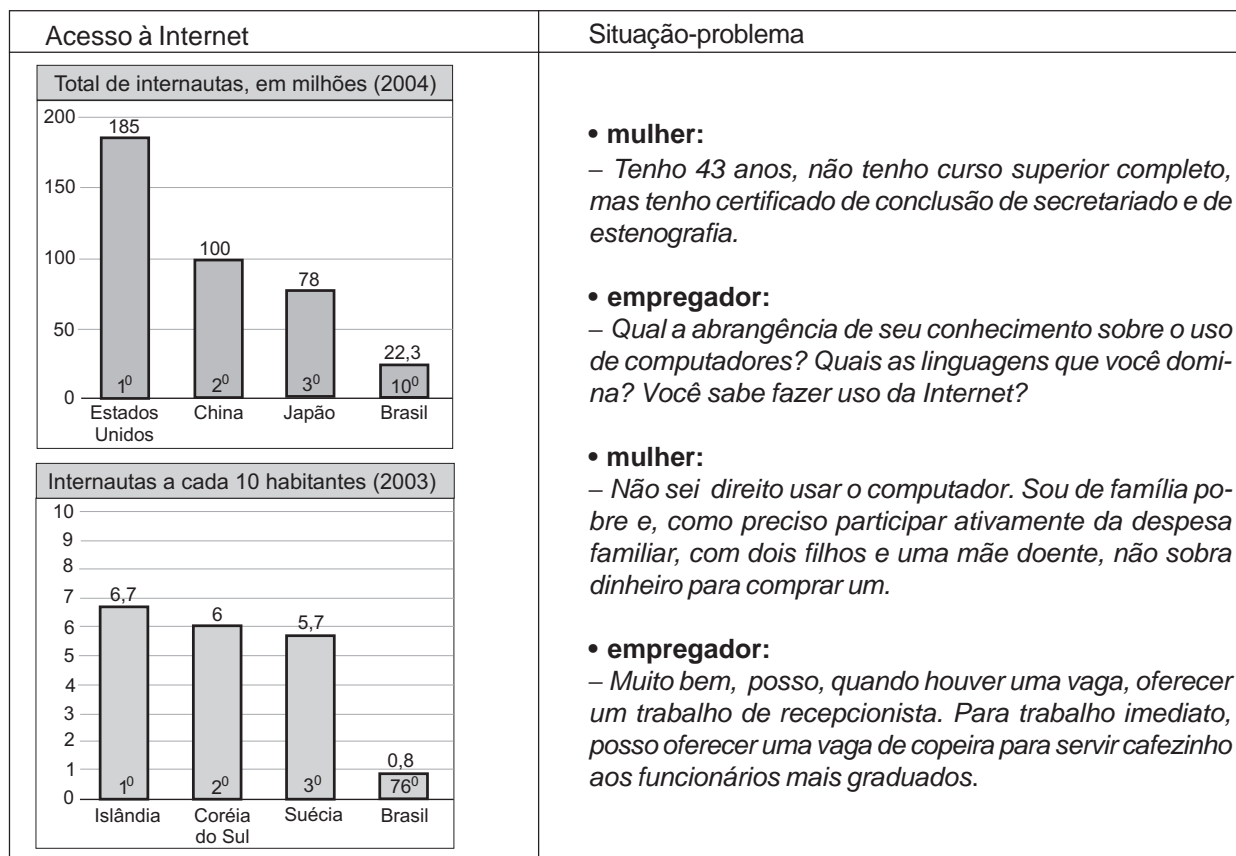 Acesso à Internet
Total de internautas, em milhões (2004)
200
150
100
50
0
185
100
78
22,3
1⁰
2⁰
3⁰
10⁰
Estados
Unidos
China
Japão
Brasil
Internautas a cada 10 habitantes (2003)
10
9
8
7
6
5
4
3
2
1
0
6,7
6
5,7
0,8
1⁰
2⁰
3⁰
76⁰
Islândia
Coréia
do Sul
Suécia
Brasil
Situação-problema
• mulher:
– Tenho 43 anos, não tenho curso superior completo,
mas tenho certificado de conclusão de secretariado e de
estenografia.
• empregador:
– Qual a abrangência de seu conhecimento sobre o uso
de computadores? Quais as linguagens que você domi-
na? Você sabe fazer uso da Internet?
• mulher:
– Não sei direito usar o computador. Sou de família po-
bre e, como preciso participar ativamente da despesa
familiar, com dois filhos e uma mãe doente, não sobra
dinheiro para comprar um.
• empregador:
– Muito bem, posso, quando houver uma vaga, oferecer
um trabalho de recepcionista. Para trabalho imediato,
posso oferecer uma vaga de copeira para servir cafezinho
aos funcionários mais graduados.